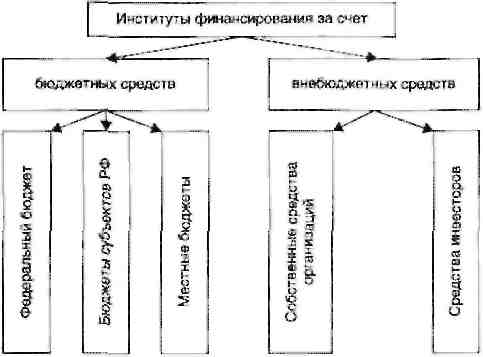 Институты финансирования за счет
бюджетных средств
внебюджетных средств
Федеральный бюджет
Бюджеты субъектов РФ
Местные бюджеты
Собственные средства
организаций
Средства инвесторов